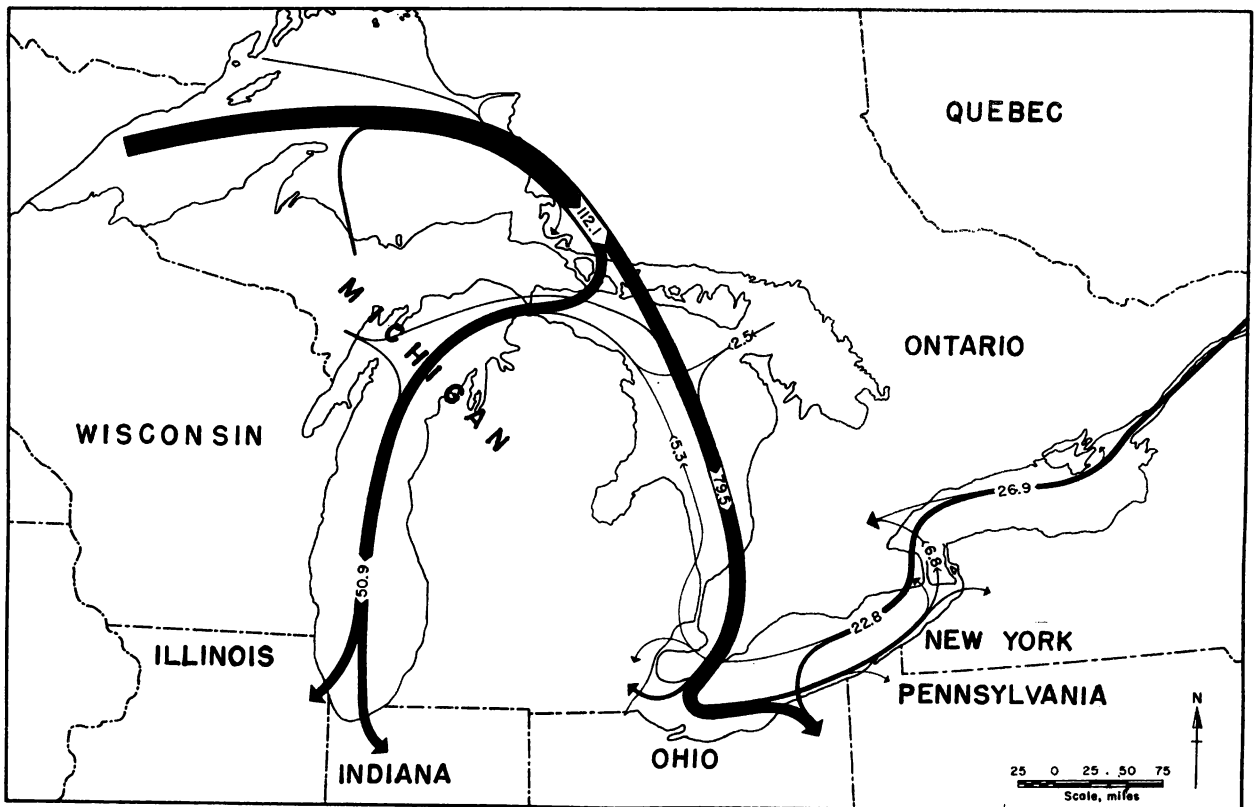 QUEBEC
112.1
MICHIGAN
2.5
ONTARIO
WISCONSIN
5.3
79.5
26.9
6.8
50.9
22.8
ILLINOIS
NEW YORK
PENNSYLVANIA
N
OHIO
INDIANA
25 0 25 . 50 75
Scale, miles